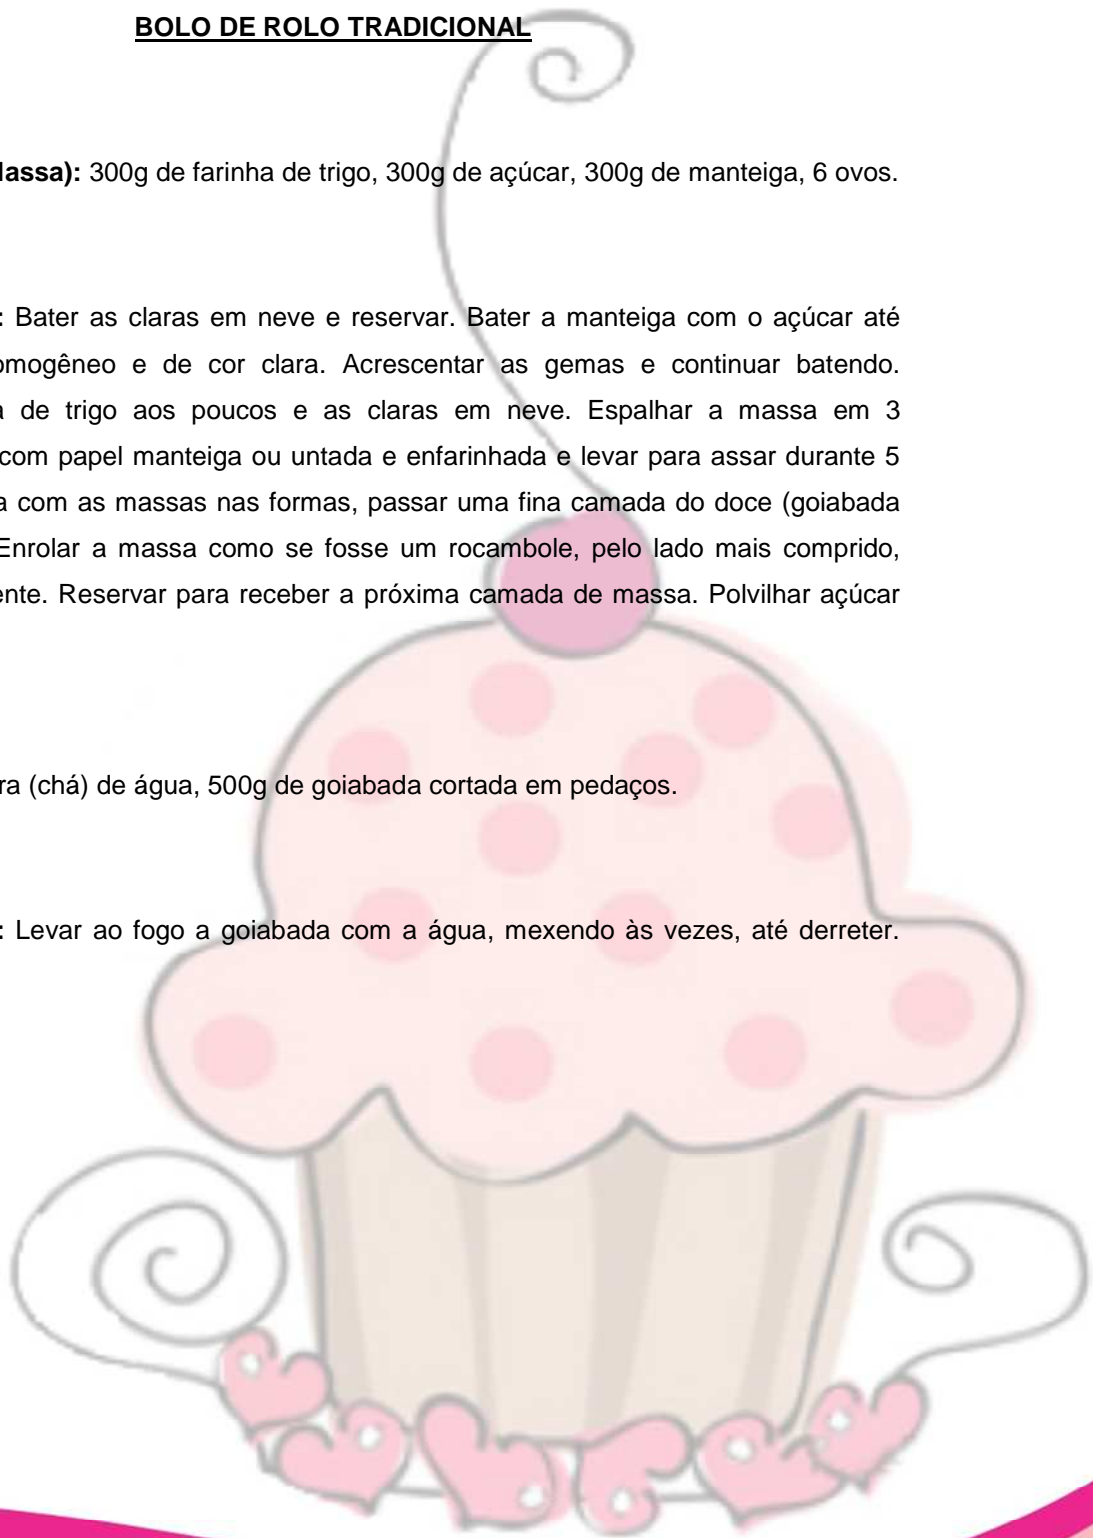 BOLO DE ROLO TRADICIONAL
assa): 300g de farinha de trigo, 300g de açúcar, 300g de manteiga, 6 ovos.
: Bater as claras em neve e reservar. Bater a manteiga com o açúcar até
omogêneo e de cor clara. Acrescentar as gemas e continuar batendo.
a de trigo aos poucos e as claras em neve. Espalhar a massa em 3
com papel manteiga ou untada e enfarinhada e levar para assar durante 5
a com as massas nas formas, passar uma fina camada do doce (goiabada
Enrolar a massa como se fosse um rocambole, pelo lado mais comprido,
ente. Reservar para receber a próxima camada de massa. Polvilhar açúcar
ra (chá) de água, 500g de goiabada cortada em pedaços.
: Levar ao fogo a goiabada com a água, mexendo às vezes, até derreter.